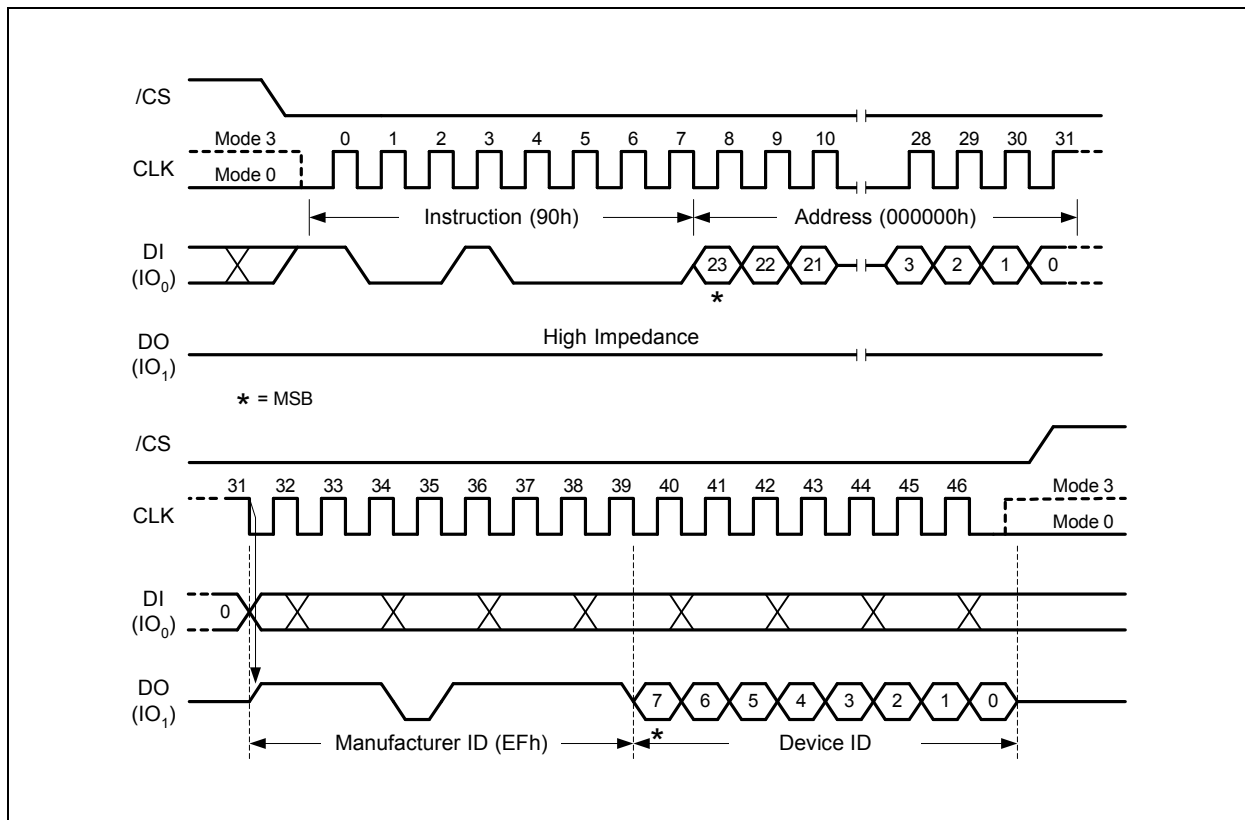 /CS
Mode 3 0 1 2 3 4 5 6 7 8 9 10 28 29 30 31
CLK
Mode 0
Instruction (90h) Address (000000h)
DI
(IO0) 23 22 21 3 2 1 0
*
High Impedance
DO
(IO1)
* = MSB
/CS
31 32 33 34 35 36 37 38 39 40 41 42 43 44 45 46 Mode 3
CLK
Mode 0
DI
(IO0) 0
DO
(IO1) 7 6 5 4 3 2 1 0
*
Manufacturer ID (EFh) Device ID